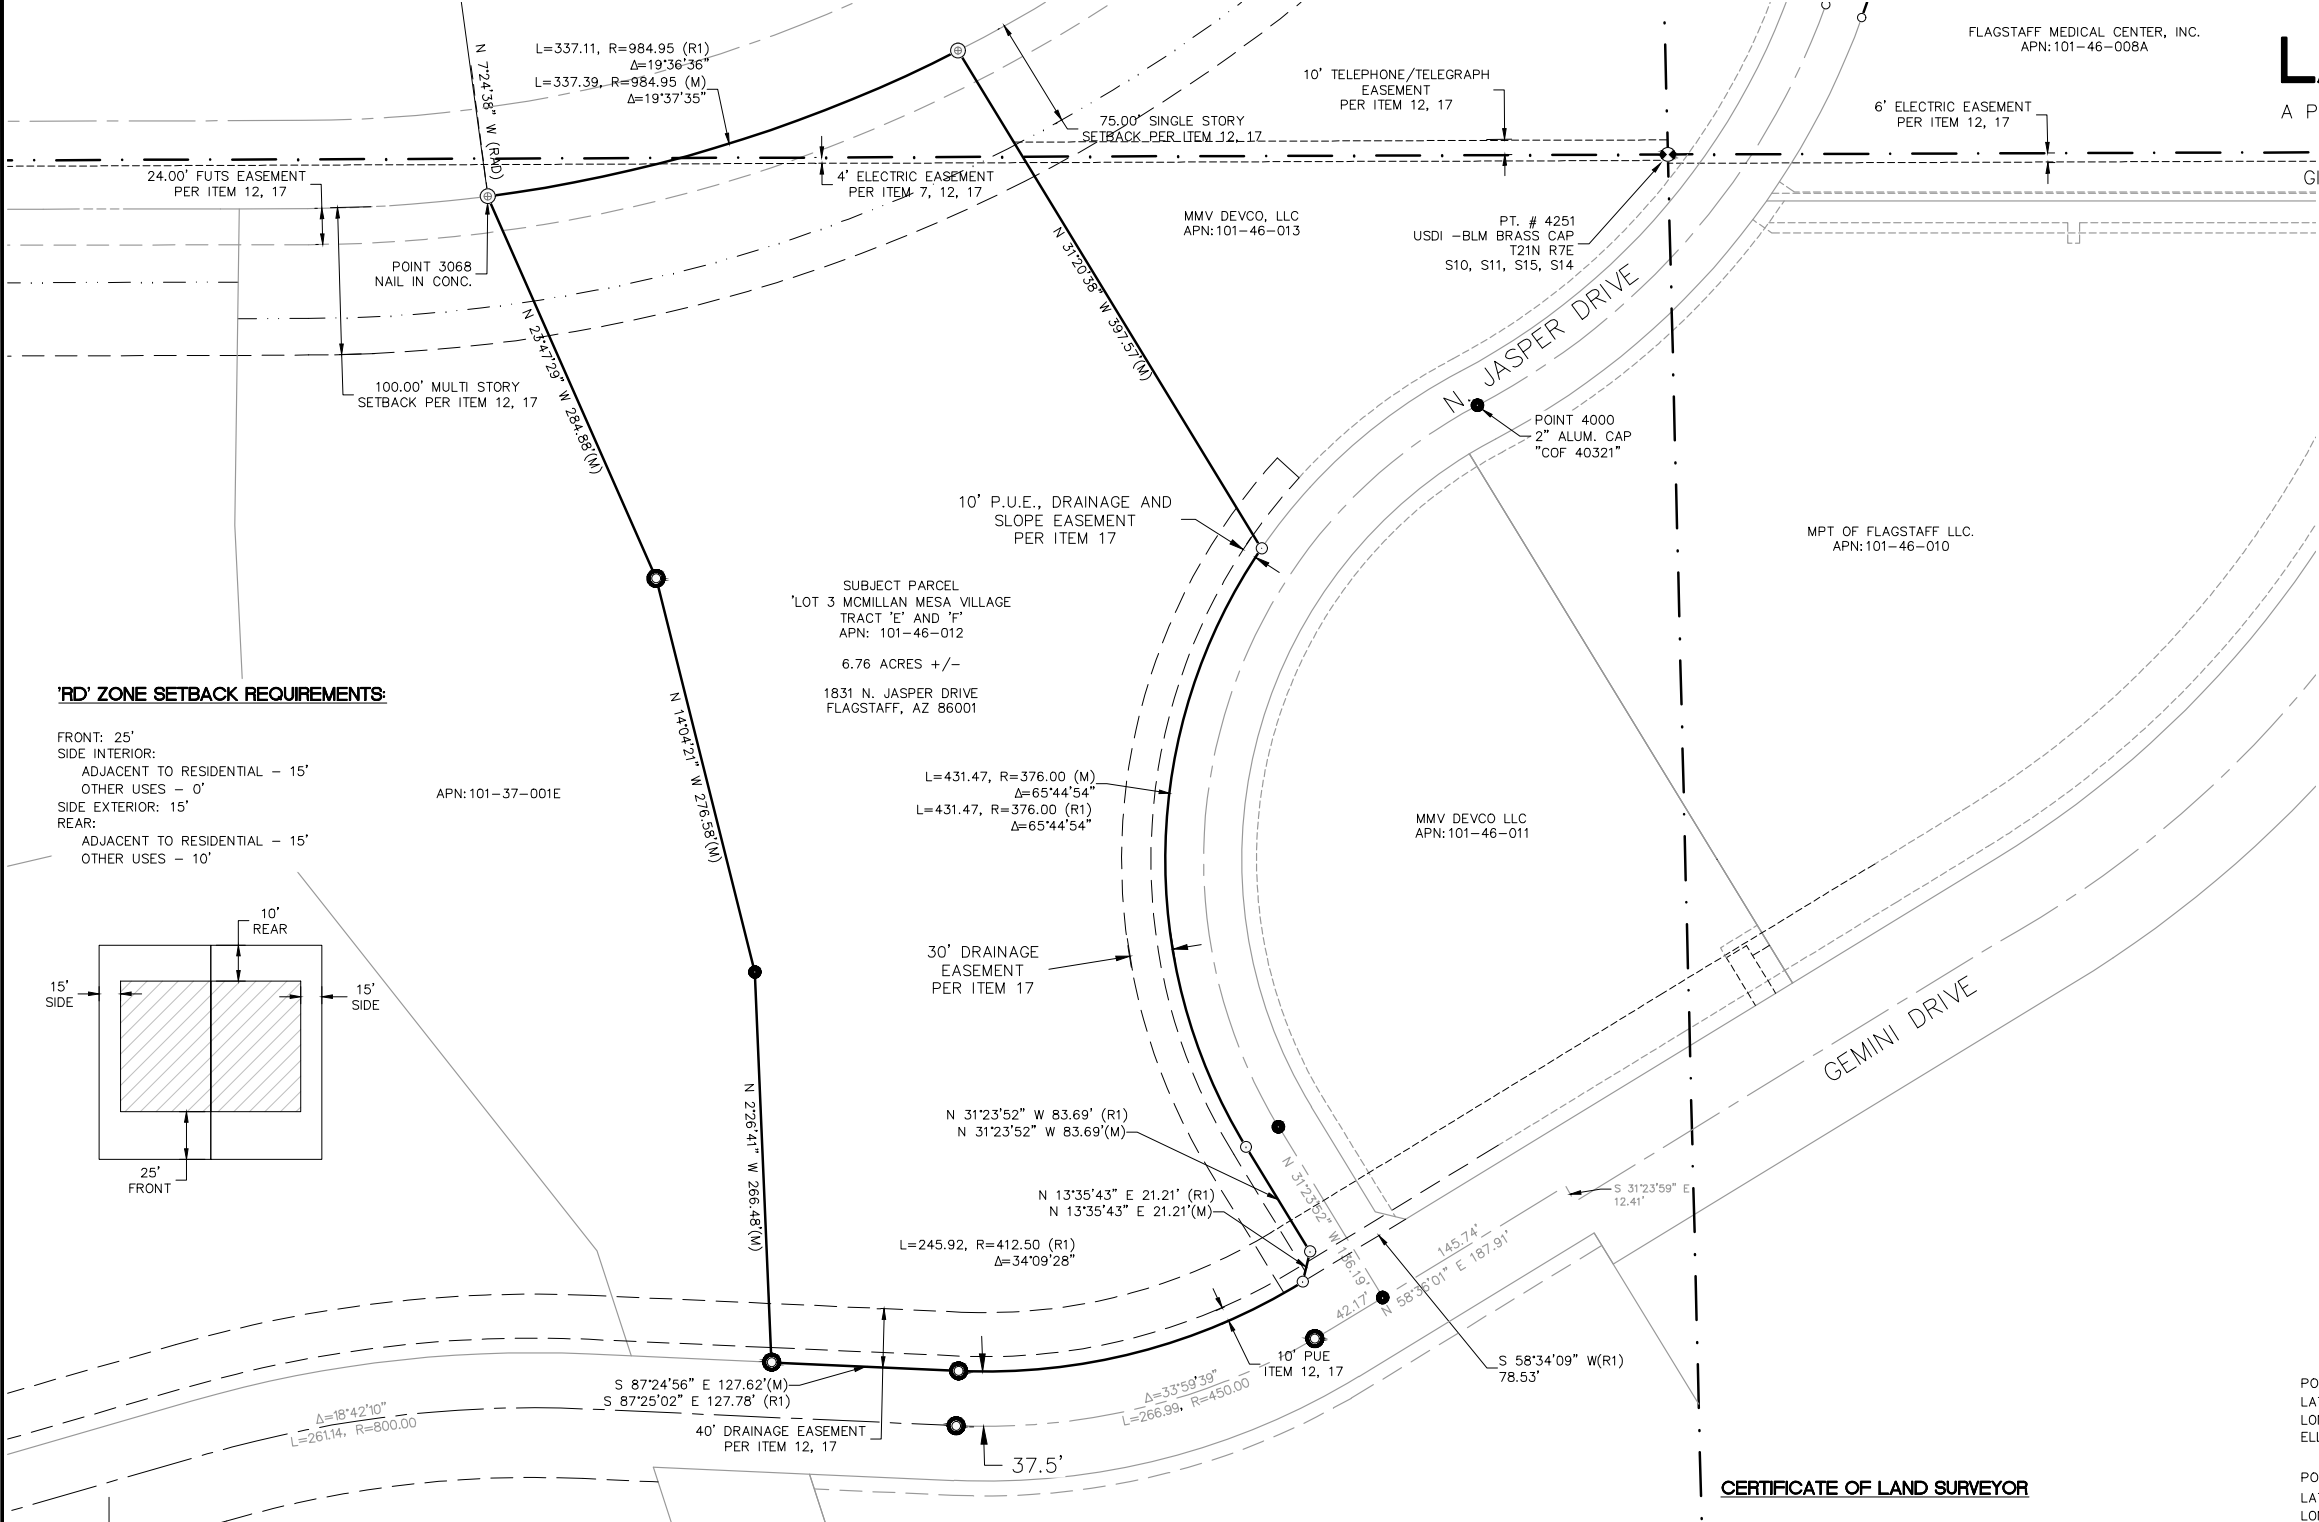 N 7°24'38" W (RAD)
L=337.11, R=984.95 (R1)
Δ=19°36'36"
L=337.39, R=984.95 (M)
Δ=19°37'35"
75.00' SINGLE STORY
SETBACK PER ITEM 12, 17
10' TELEPHONE/TELEGRAPH
EASEMENT
PER ITEM 12, 17
FLAGSTAFF MEDICAL CENTER, INC.
APN:101-46-008A
6' ELECTRIC EASEMENT
PER ITEM 12, 17
A P
24.00' FUTS EASEMENT
PER ITEM 12, 17
4' ELECTRIC EASEMENT
PER ITEM 7, 12, 17
MMV DEVCO, LLC
APN:101-46-013
PT. # 4251
USDI -BLM BRASS CAP
T21N R7E
S10, S11, S15, S14
POINT 3068
NAIL IN CONC.
N 31°20'38" W 397.57'(M)
N. JASPER DRIVE
N 23°47'29" W 284.88'(M)
100.00' MULTI STORY
SETBACK PER ITEM 12, 17
POINT 4000
2" ALUM. CAP
"COF 40321"
10' P.U.E., DRAINAGE AND
SLOPE EASEMENT
PER ITEM 17
MPT OF FLAGSTAFF LLC.
APN:101-46-010
SUBJECT PARCEL
'LOT 3 MCMILLAN MESA VILLAGE
TRACT 'E' AND 'F'
APN: 101-46-012
6.76 ACRES +/-
1831 N. JASPER DRIVE
FLAGSTAFF, AZ 86001
'RD' ZONE SETBACK REQUIREMENTS:
FRONT: 25'
SIDE INTERIOR:
ADJACENT TO RESIDENTIAL - 15'
OTHER USES - 0'
SIDE EXTERIOR: 15'
REAR:
ADJACENT TO RESIDENTIAL - 15'
OTHER USES - 10'
N 14°04'21" W 276.58'(M)
APN:101-37-001E
L=431.47, R=376.00 (M)
Δ=65°44'54"
L=431.47, R=376.00 (R1)
Δ=65°44'54"
MMV DEVCO LLC
APN:101-46-011
10'
REAR
15'
SIDE
15'
SIDE
25'
FRONT
30' DRAINAGE
EASEMENT
PER ITEM 17
GEMINI DRIVE
N 2°26'41" W 266.48'(M)
N 31°23'52" W 83.69' (R1)
N 31°23'52" W 83.69'(M)
N 31°23'52" W 136.19'
N 13°35'43" E 21.21' (R1)
N 13°35'43" E 21.21'(M)
S 31°23'59" E
12.41'
L=245.92, R=412.50 (R1)
Δ=34°09'28"
145.74'
N 58°36'01" E 187.91'
42.17'
10' PUE
ITEM 12, 17
S 58°34'09" W(R1)
78.53'
S 87°24'56" E 127.62'(M)
S 87°25'02" E 127.78' (R1)
Δ=33°59'39"
L=266.99, R=450.00
Δ=18°42'10"
L=261.14, R=800.00
40' DRAINAGE EASEMENT
PER ITEM 12, 17
37.5'
CERTIFICATE OF LAND SURVEYOR